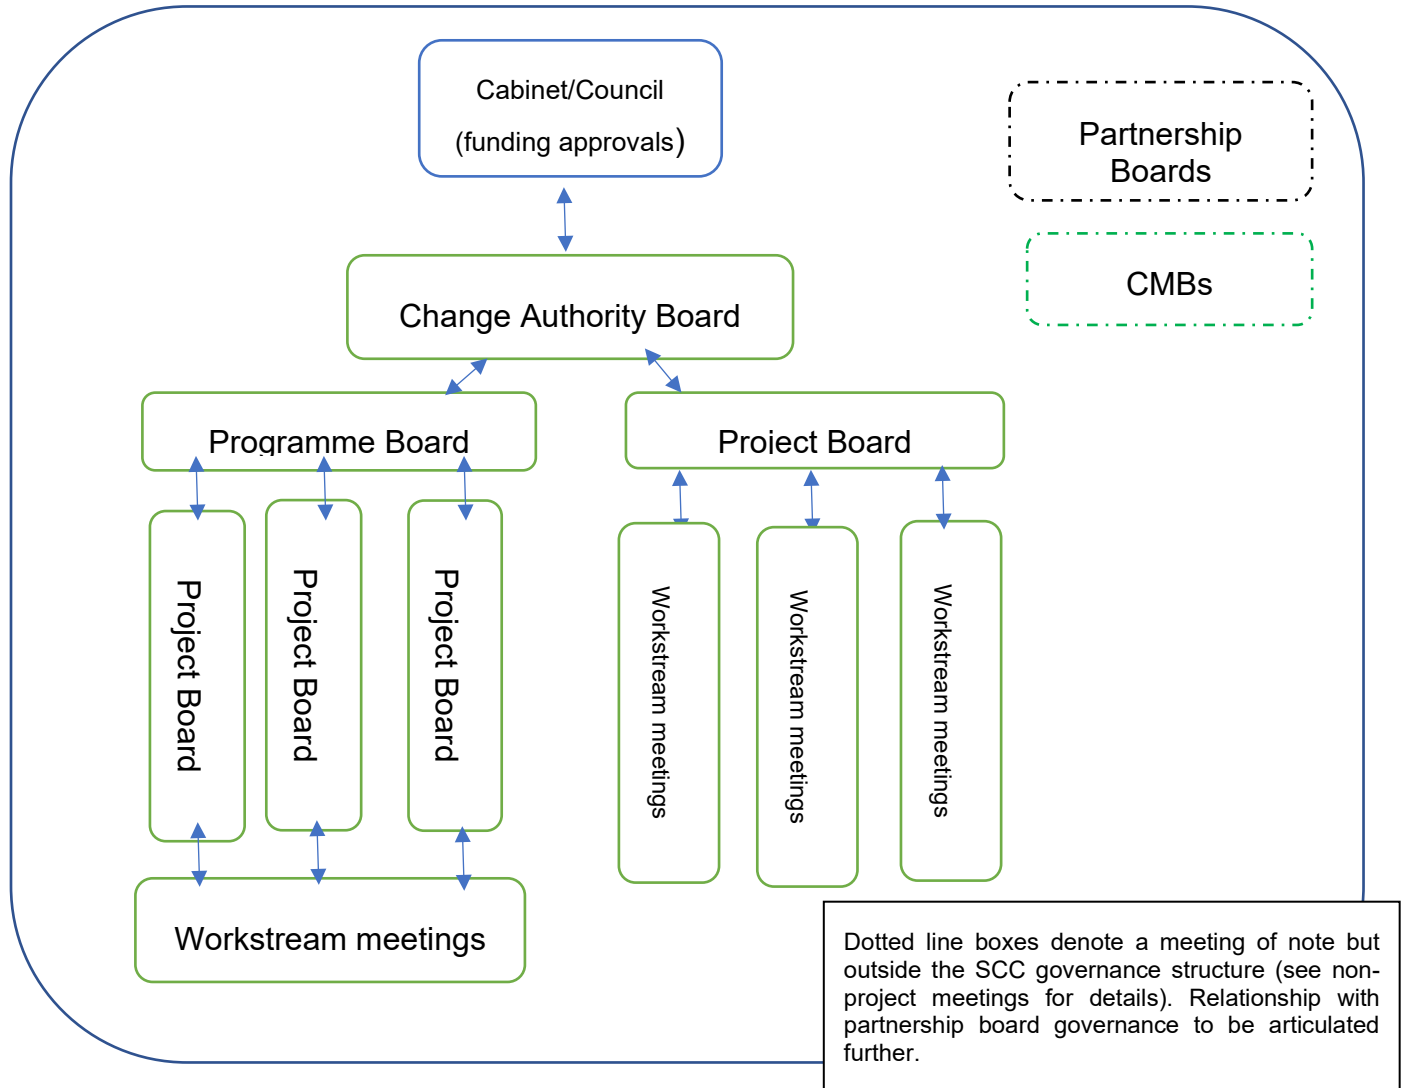 Cabinet/Council
(funding approvals)
Partnership
Boards
CMBs
Change Authority Board
Programme Board
Project Board
Project Board
Project Board
Project Board
Workstream meetings
Workstream meetings
Workstream meetings
Workstream meetings
Dotted line boxes denote a meeting of note but
outside the SCC governance structure (see non-
project meetings for details). Relationship with
partnership board governance to be articulated
further.